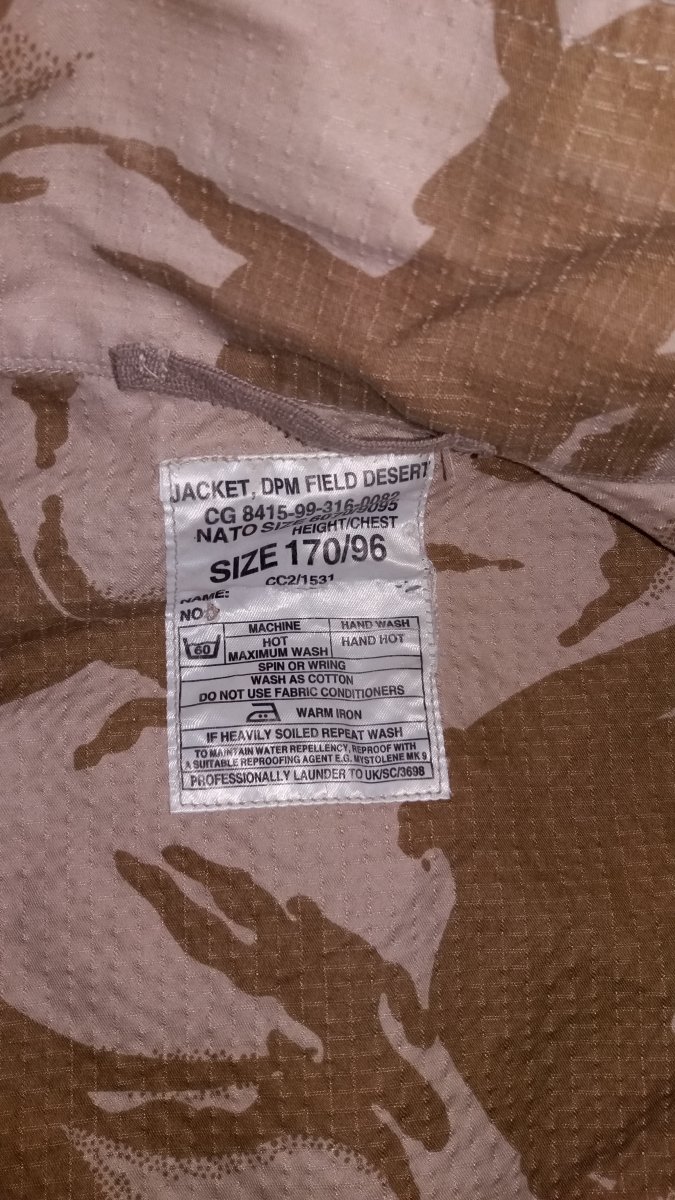 JACKET, DPM FIELD DESERT
CG 8415-99-316-0082
NATO SIZE
HEIGHT/CHEST
SIZE 170/96
CC2/1531
NAME:
NO
MACHINE HAND WASH
60 HOT HAND HOT
MAXIMUM WASH
SPIN OR WRING
WASH AS COTTON
DO NOT USE FABRIC CONDITIONERS
WARM IRON
IF HEAVILY SOILED REPEAT WASH
TO MAINTAIN WATER REPELLENCY, REPROOF WITH
A SUITABLE REPROOFING AGENT E.G. MYSTOLENE MK 9
PROFESSIONALLY LAUNDER TO UK/SC/3698